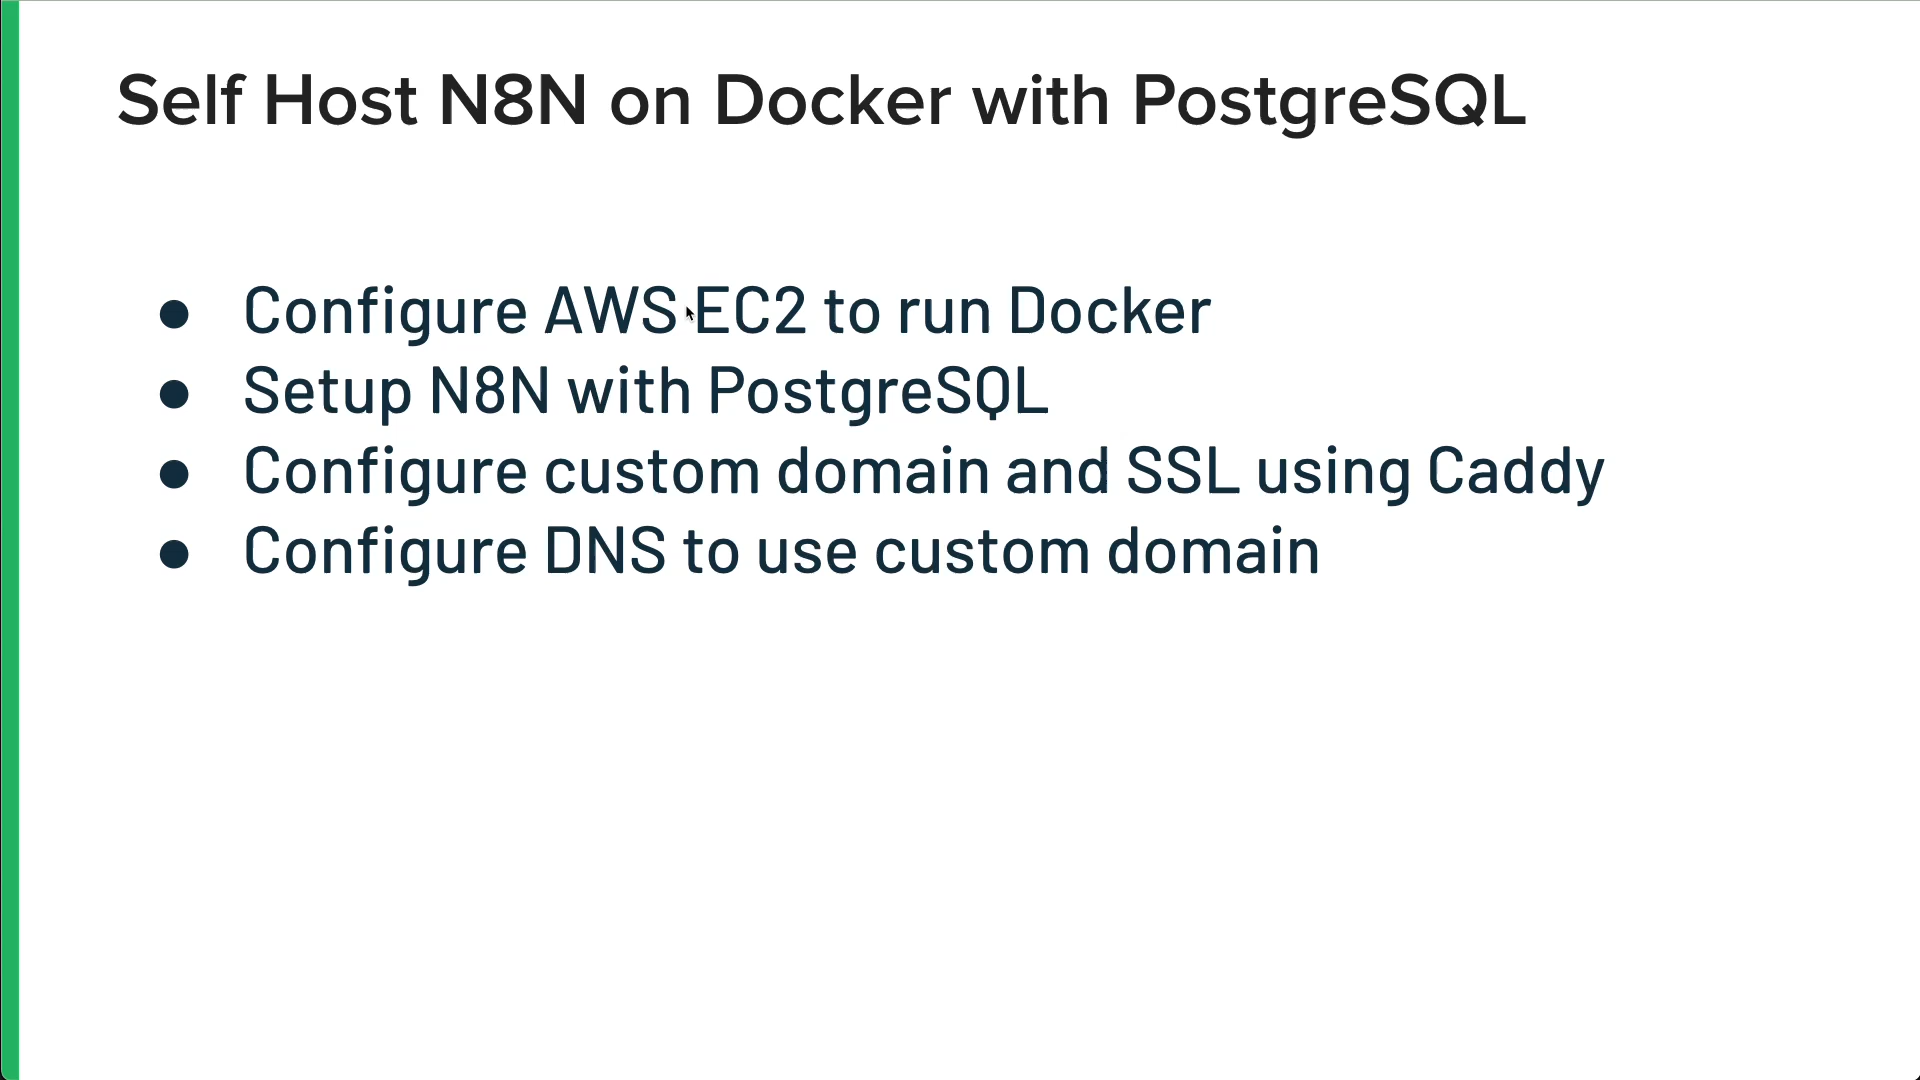 Self Host N8N on Docker with PostgreSQL
● Configure AWS EC2 to run Docker
● Setup N8N with PostgreSQL
● Configure custom domain and SSL using Caddy
● Configure DNS to use custom domain